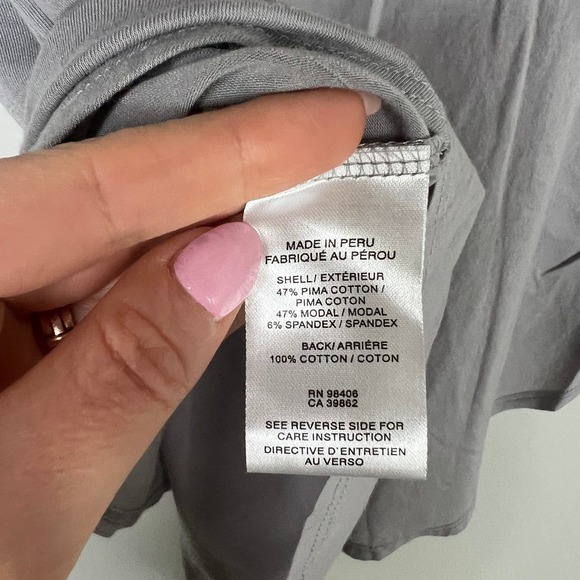 MADE IN PERU
FABRIQUÉ AU PÉROU
SHELL/ EXTÉRIEUR
47% PIMA COTTON /
PIMA COTON
47% MODAL / MODAL
6% SPANDEX / SPANDEX
BACK/ ARRIÉRE
100% COTTON / COTON
RN 98406
CA 39862
SEE REVERSE SIDE FOR
CARE INSTRUCTION
DIRECTIVE D'ENTRETIEN
AU VERSO